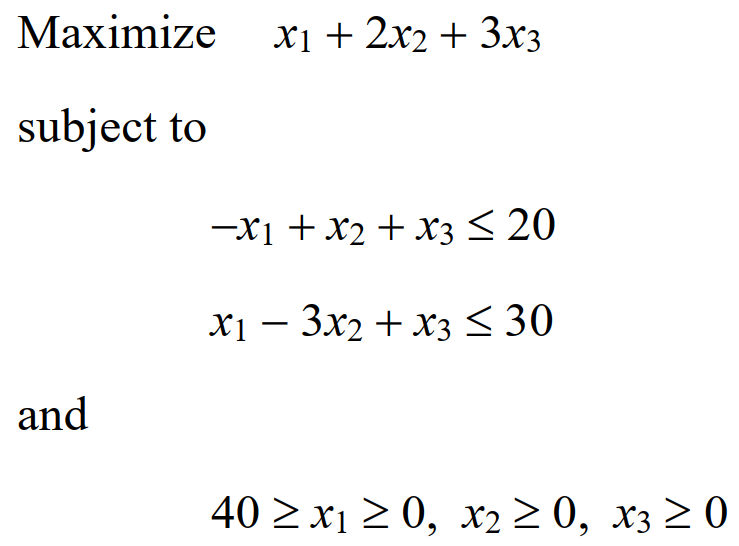 Maximize x₁ + 2x₂ + 3x₃
subject to
−x₁ + x₂ + x₃ ≤ 20
x₁ − 3x₂ + x₃ ≤ 30
and
40 ≥ x₁ ≥ 0, x₂ ≥ 0, x₃ ≥ 0